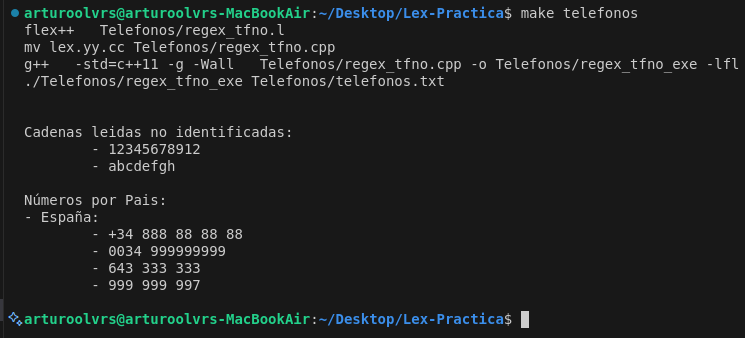 arturoolvrs@arturoolvrs-MacBookAir:~/Desktop/Lex-Practica$ make telefonos
flex++   Telefonos/regex_tfno.l
mv lex.yy.cc Telefonos/regex_tfno.cpp
g++   -std=c++11 -g -Wall   Telefonos/regex_tfno.cpp -o Telefonos/regex_tfno_exe -lfl
./Telefonos/regex_tfno_exe Telefonos/telefonos.txt
Cadenas leidas no identificadas:
- 12345678912
- abcdefgh
Números por Pais:
- España:
- +34 888 88 88 88
- 0034 999999999
- 643 333 333
- 999 999 997
arturoolvrs@arturoolvrs-MacBookAir:~/Desktop/Lex-Practica$